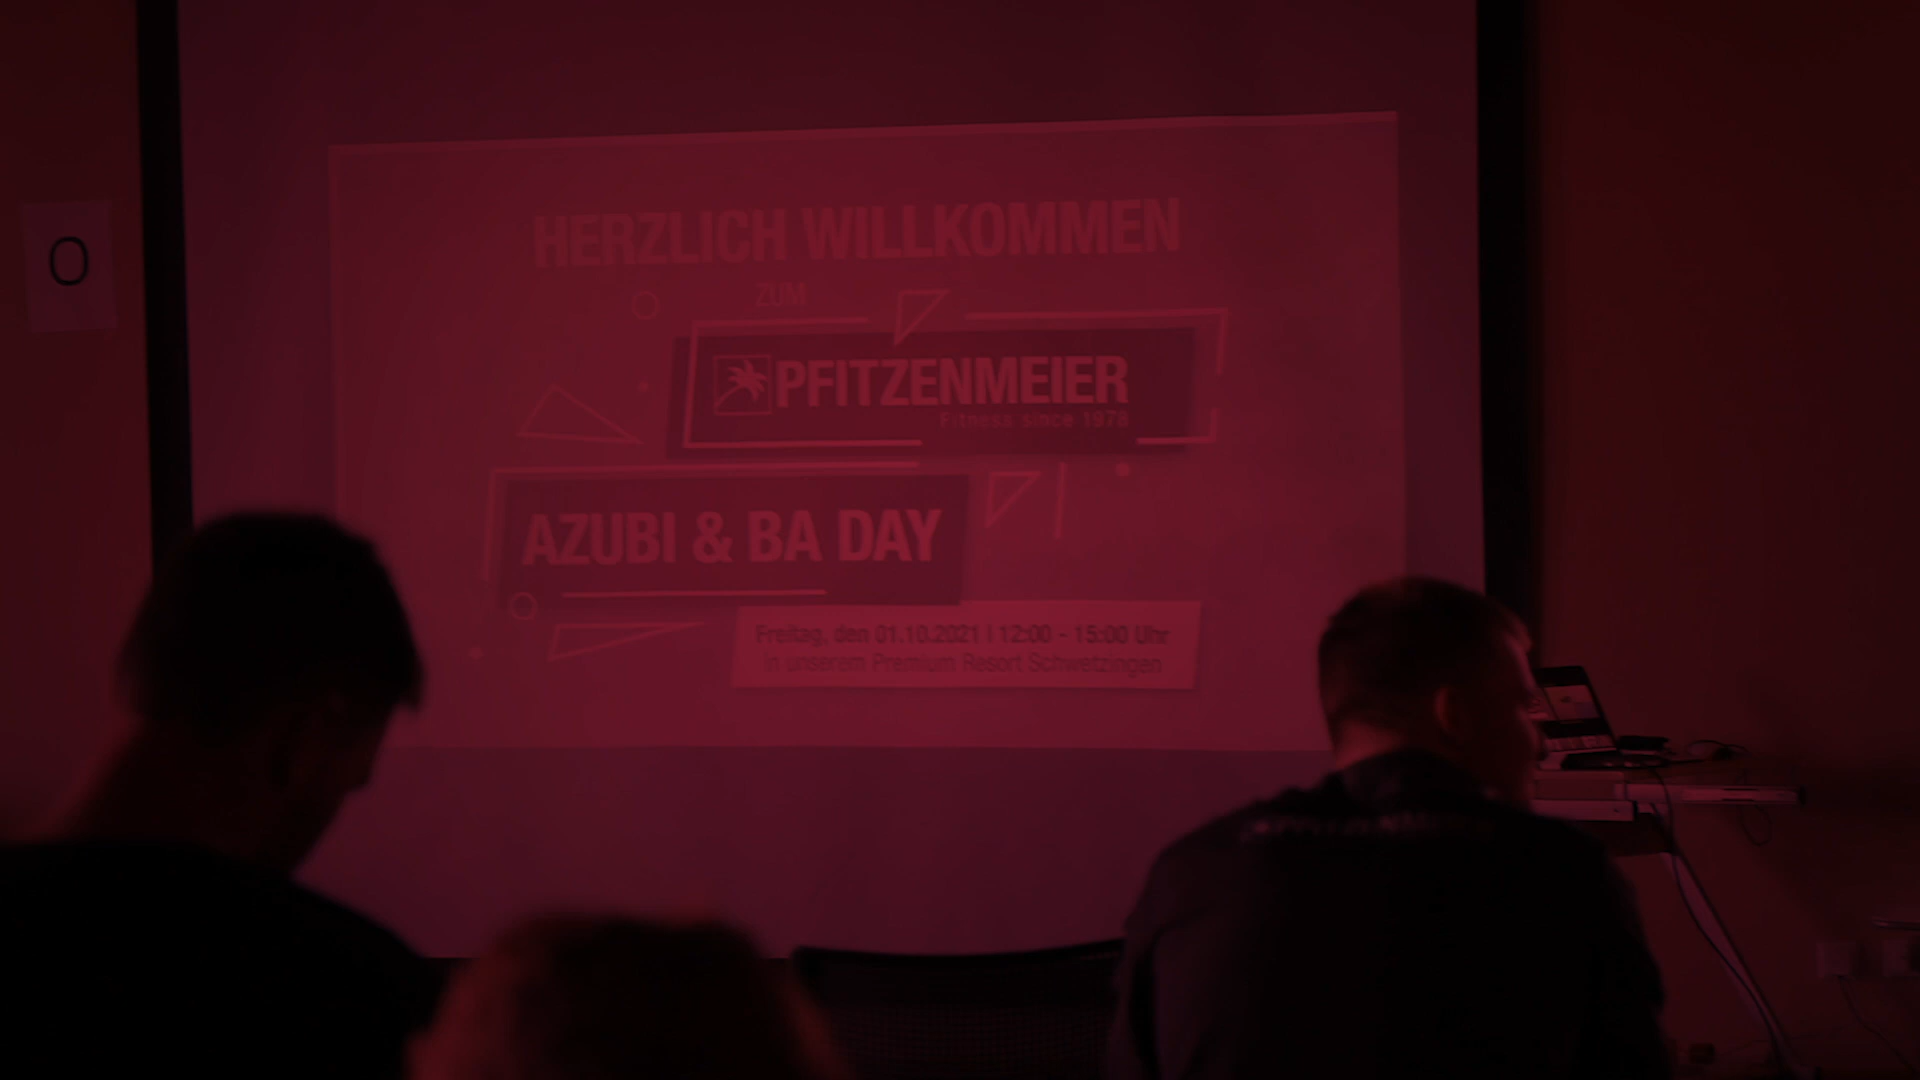 HERZLICH WILLKOMMEN
ZUM
PFITZENMEIER
Fitness since 1978
AZUBI & BA DAY
Freitag, den 01.10.2021 | 12:00 - 15:00 Uhr
in unserem Premium Resort Schwetzingen
O